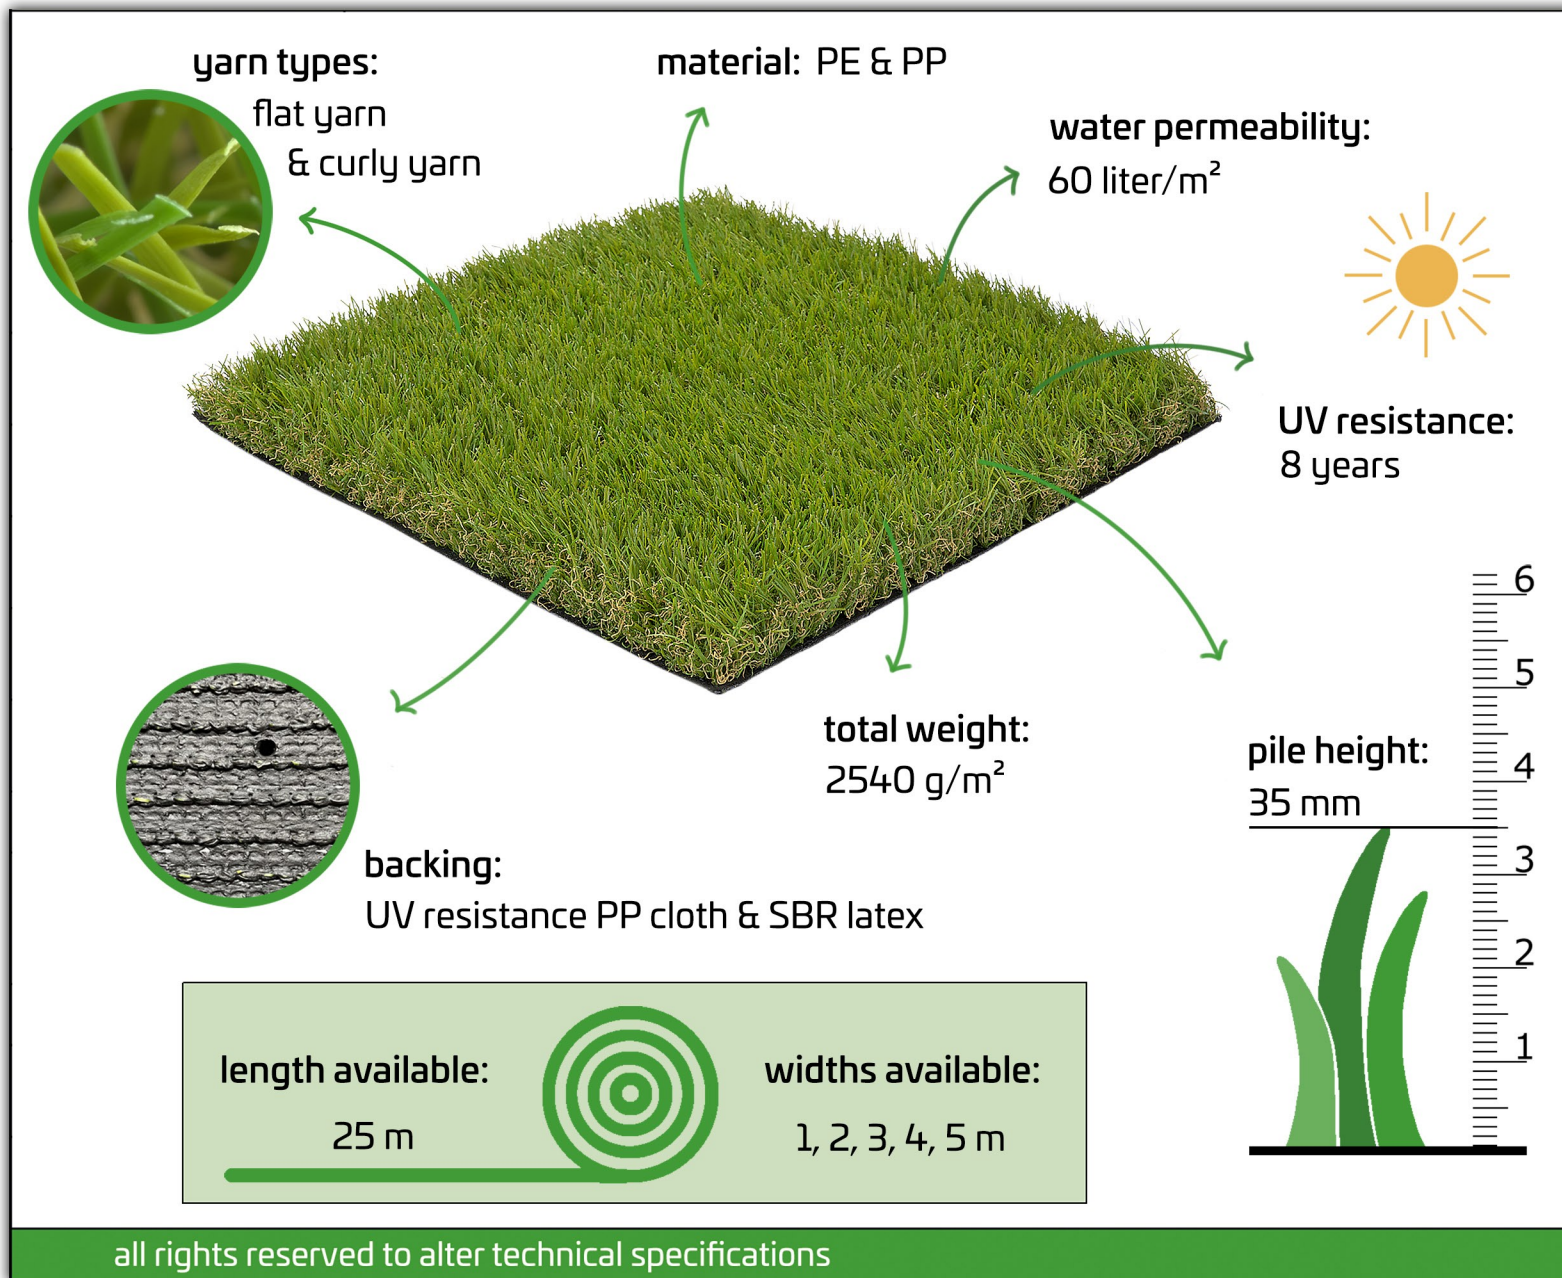 yarn types:
flat yarn
& curly yarn
material: PE & PP
water permeability:
60 liter/m²
UV resistance:
8 years
total weight:
2540 g/m²
pile height:
35 mm
6
5
4
3
2
1
backing:
UV resistance PP cloth & SBR latex
length available:
25 m
widths available:
1, 2, 3, 4, 5 m
all rights reserved to alter technical specifications